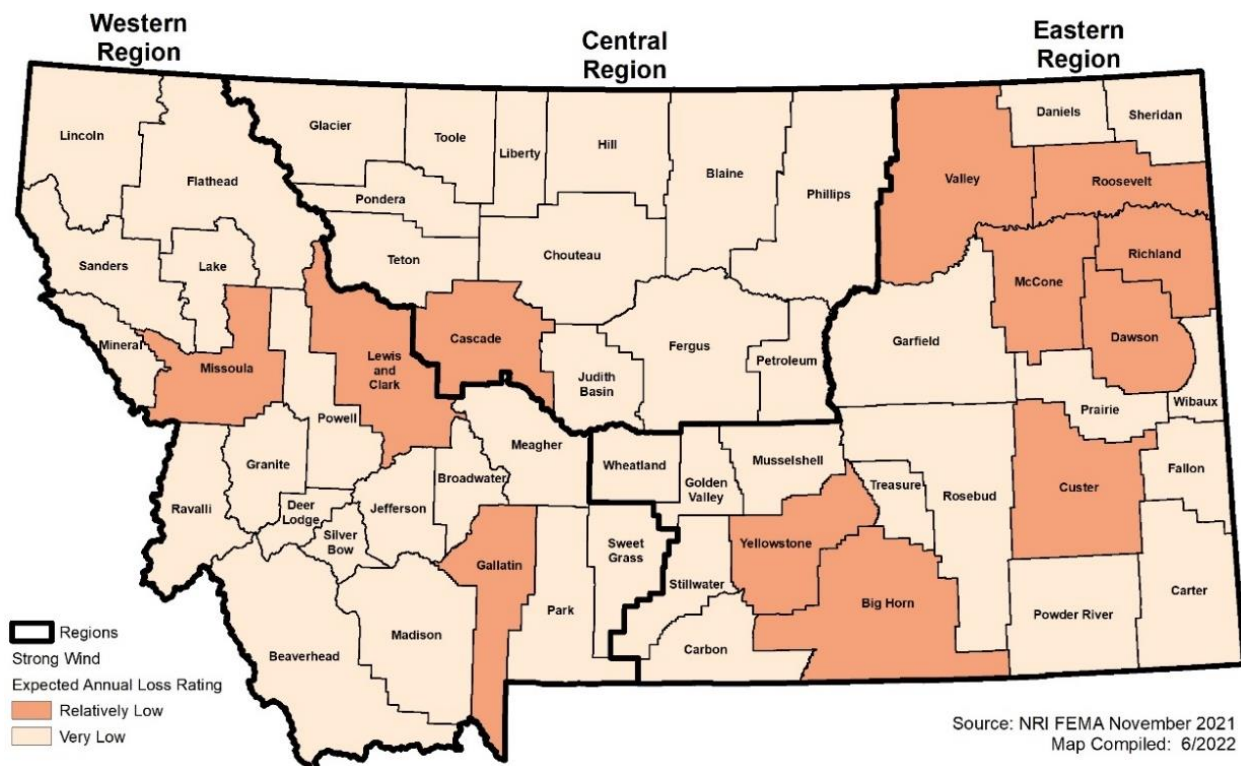 Western
Region
Central
Region
Eastern
Region
Lincoln
Flathead
Glacier
Toole
Liberty
Hill
Blaine
Phillips
Valley
Daniels
Sheridan
Roosevelt
Pondera
Teton
Chouteau
Richland
Sanders
Lake
McCone
Dawson
Garfield
Mineral
Missoula
Lewis
and
Clark
Cascade
Judith
Basin
Fergus
Petroleum
Prairie
Wibaux
Powell
Granite
Meagher
Wheatland
Golden
Valley
Musselshell
Treasure
Rosebud
Custer
Fallon
Ravalli
Deer
Lodge
Silver
Bow
Jefferson
Broadwater
Gallatin
Sweet
Grass
Stillwater
Yellowstone
Big Horn
Park
Carbon
Powder River
Carter
Madison
Beaverhead
Regions
Strong Wind
Expected Annual Loss Rating
Relatively Low
Very Low
Source: NRI FEMA November 2021
Map Compiled: 6/2022